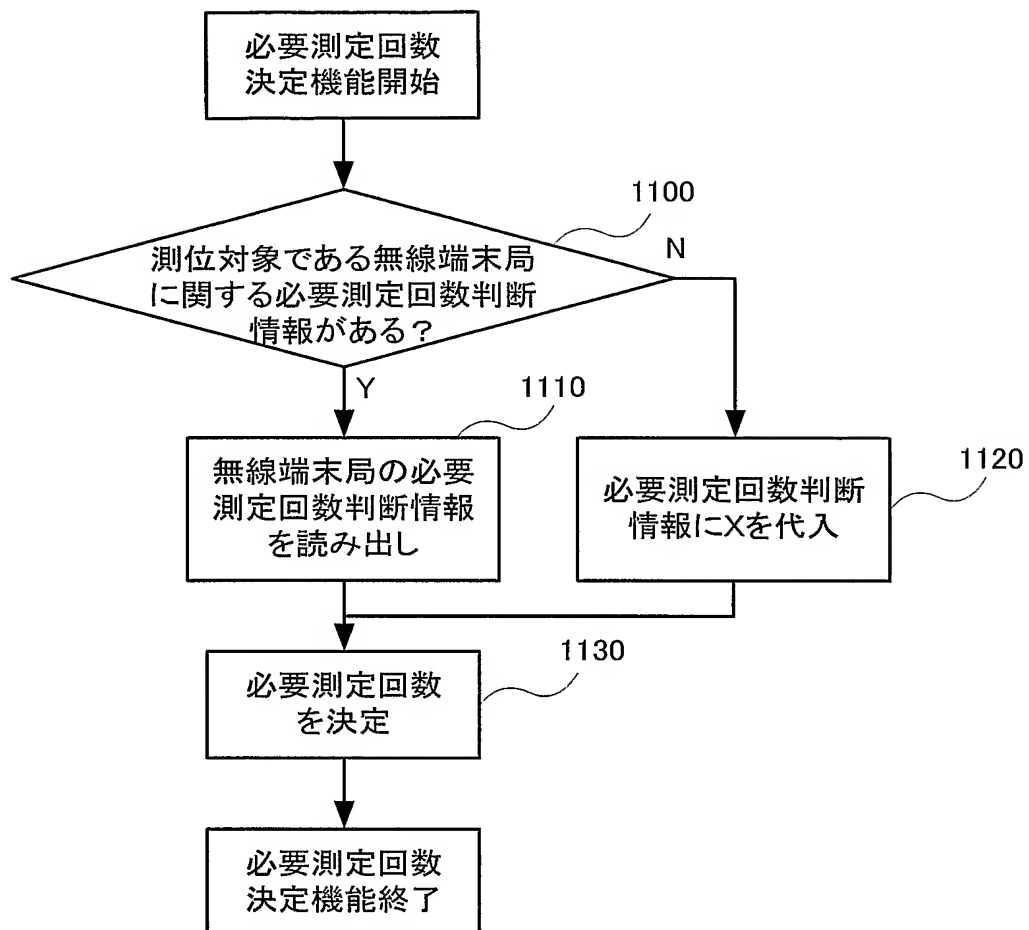 必要測定回数
決定機能開始
1100
測位対象である無線端末局
に関する必要測定回数判断
情報がある？
N
Y
1110
無線端末局の必要
測定回数判断情報
を読み出し
1120
必要測定回数判断
情報にXを代入
1130
必要測定回数
を決定
必要測定回数
決定機能終了